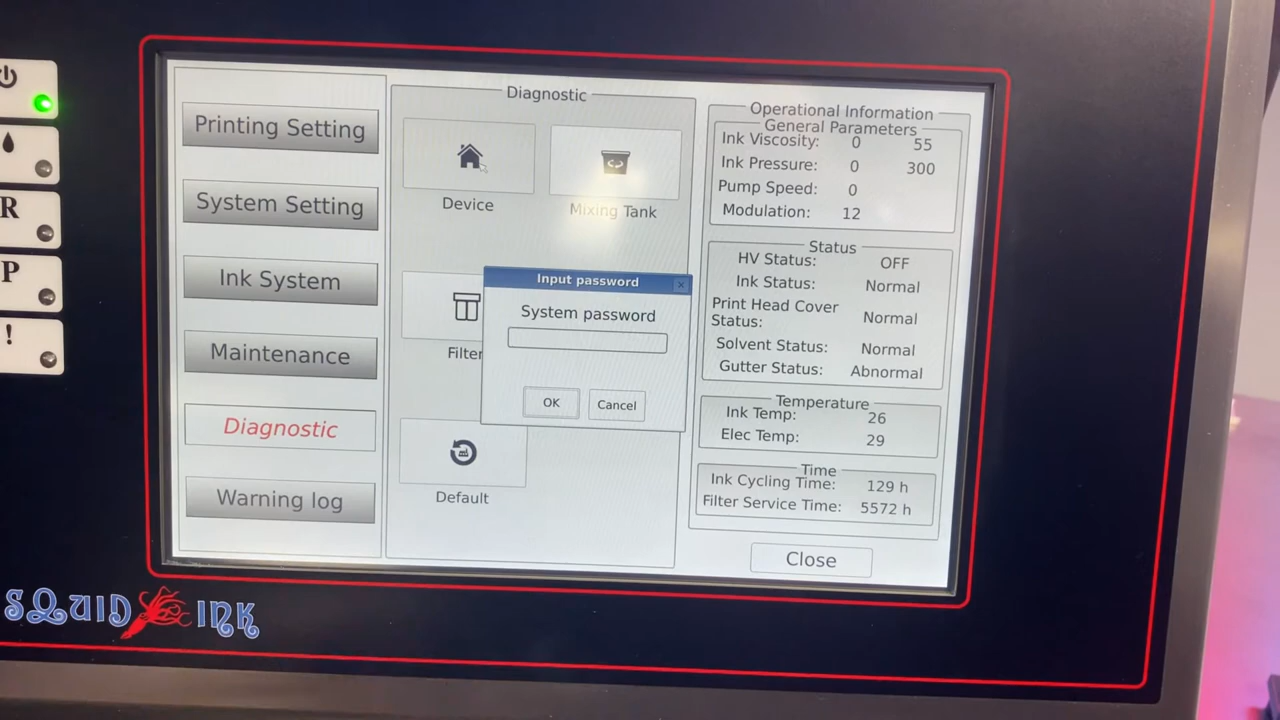 R
P
!
Printing Setting
System Setting
Ink System
Maintenance
Diagnostic
Warning log
Diagnostic
Device
Mixing Tank
Filter
Default
Input password
System password
OK
Cancel
Operational Information
General Parameters
Ink Viscosity: 0 55
Ink Pressure: 0 300
Pump Speed: 0
Modulation: 12
Status
HV Status: OFF
Ink Status: Normal
Print Head Cover
Status: Normal
Solvent Status: Normal
Gutter Status: Abnormal
Temperature
Ink Temp: 26
Elec Temp: 29
Time
Ink Cycling Time: 129 h
Filter Service Time: 5572 h
Close
SQUID INK